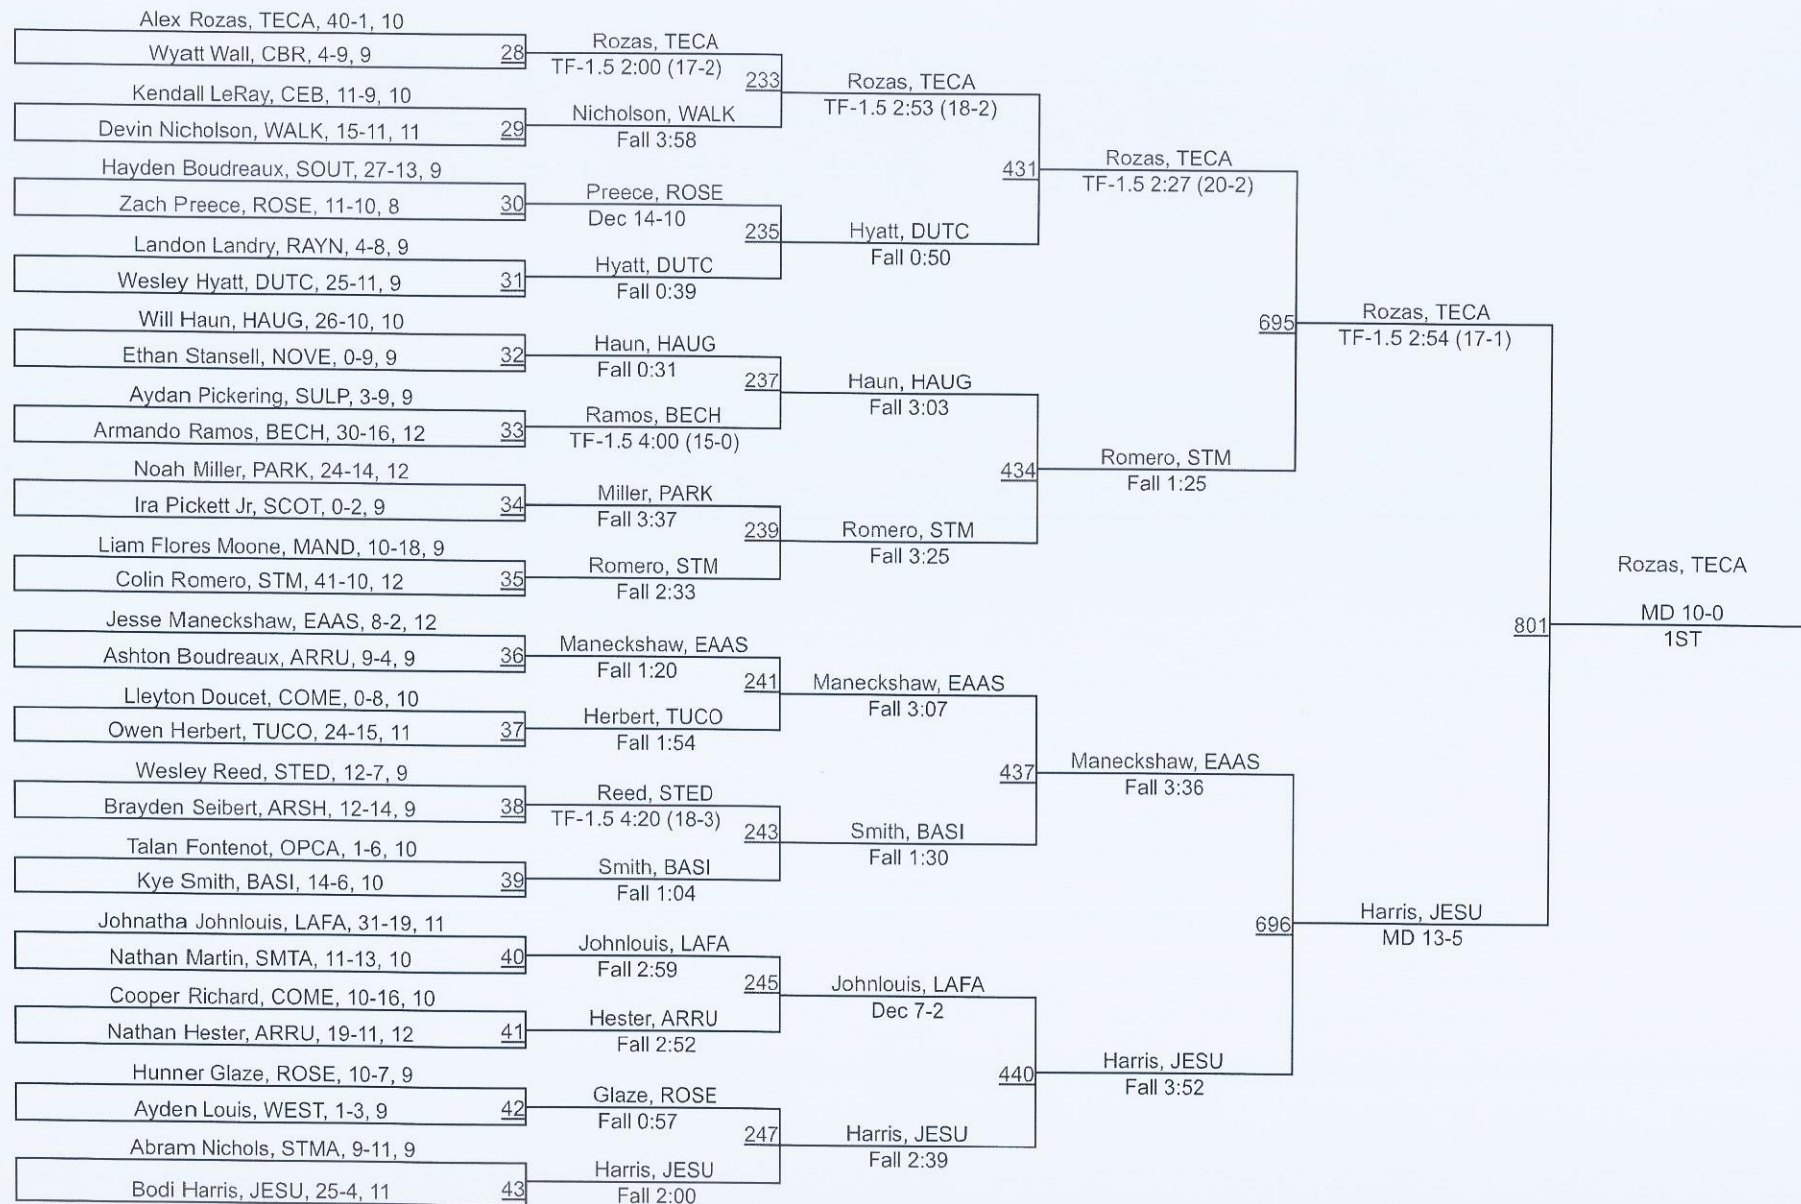 Alex Rozas, TECA, 40-1, 10
Wyatt Wall, CBR, 4-9, 9
28
Kendall LeRay, CEB, 11-9, 10
Devin Nicholson, WALK, 15-11, 11
29
Hayden Boudreaux, SOUT, 27-13, 9
Zach Preece, ROSE, 11-10, 8
30
Landon Landry, RAYN, 4-8, 9
Wesley Hyatt, DUTC, 25-11, 9
31
Will Haun, HAUG, 26-10, 10
Ethan Stansell, NOVE, 0-9, 9
32
Aydan Pickering, SULP, 3-9, 9
Armando Ramos, BECH, 30-16, 12
33
Noah Miller, PARK, 24-14, 12
Ira Pickett Jr, SCOT, 0-2, 9
34
Liam Flores Moone, MAND, 10-18, 9
Colin Romero, STM, 41-10, 12
35
Jesse Maneckshaw, EAAS, 8-2, 12
Ashton Boudreaux, ARRU, 9-4, 9
36
Lleyton Doucet, COME, 0-8, 10
Owen Herbert, TUCO, 24-15, 11
37
Wesley Reed, STED, 12-7, 9
Brayden Seibert, ARSH, 12-14, 9
38
Talan Fontenot, OPCA, 1-6, 10
Kye Smith, BASI, 14-6, 10
39
Johnatha Johnlouis, LAFA, 31-19, 11
Nathan Martin, SMTA, 11-13, 10
40
Cooper Richard, COME, 10-16, 10
Nathan Hester, ARRU, 19-11, 12
41
Hunner Glaze, ROSE, 10-7, 9
Ayden Louis, WEST, 1-3, 9
42
Abram Nichols, STMA, 9-11, 9
Bodi Harris, JESU, 25-4, 11
43
Rozas, TECA
TF-1.5 2:00 (17-2)
233
Nicholson, WALK
Fall 3:58
Preece, ROSE
Dec 14-10
235
Hyatt, DUTC
Fall 0:39
Haun, HAUG
Fall 0:31
237
Ramos, BECH
TF-1.5 4:00 (15-0)
Miller, PARK
Fall 3:37
239
Romero, STM
Fall 2:33
Maneckshaw, EAAS
Fall 1:20
241
Herbert, TUCO
Fall 1:54
Reed, STED
TF-1.5 4:20 (18-3)
243
Smith, BASI
Fall 1:04
Johnlouis, LAFA
Fall 2:59
245
Hester, ARRU
Fall 2:52
Glaze, ROSE
Fall 0:57
247
Harris, JESU
Fall 2:00
Rozas, TECA
TF-1.5 2:53 (18-2)
431
Hyatt, DUTC
Fall 0:50
Haun, HAUG
Fall 3:03
434
Romero, STM
Fall 3:25
Maneckshaw, EAAS
Fall 3:07
437
Smith, BASI
Fall 1:30
Johnlouis, LAFA
Dec 7-2
440
Harris, JESU
Fall 2:39
Rozas, TECA
TF-1.5 2:27 (20-2)
695
Romero, STM
Fall 1:25
Maneckshaw, EAAS
Fall 3:36
696
Harris, JESU
Fall 3:52
Rozas, TECA
TF-1.5 2:54 (17-1)
801
Harris, JESU
MD 13-5
Rozas, TECA
MD 10-0
1ST